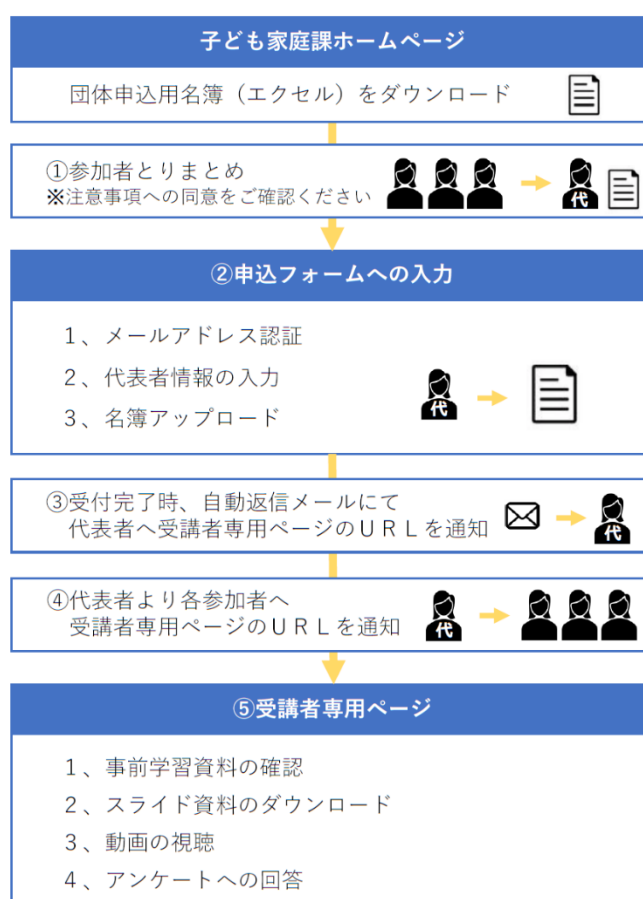 子ども家庭課ホームページ
団体申込用名簿（エクセル）をダウンロード
①参加者とりまとめ
※注意事項への同意をご確認ください
代
②申込フォームへの入力
１、メールアドレス認証
２、代表者情報の入力
３、名簿アップロード
代
③受付完了時、自動返信メールにて
代表者へ受講者専用ページのＵＲＬを通知
代
④代表者より各参加者へ
受講者専用ページのＵＲＬを通知
代
⑤受講者専用ページ
１、事前学習資料の確認
２、スライド資料のダウンロード
３、動画の視聴
４、アンケートへの回答